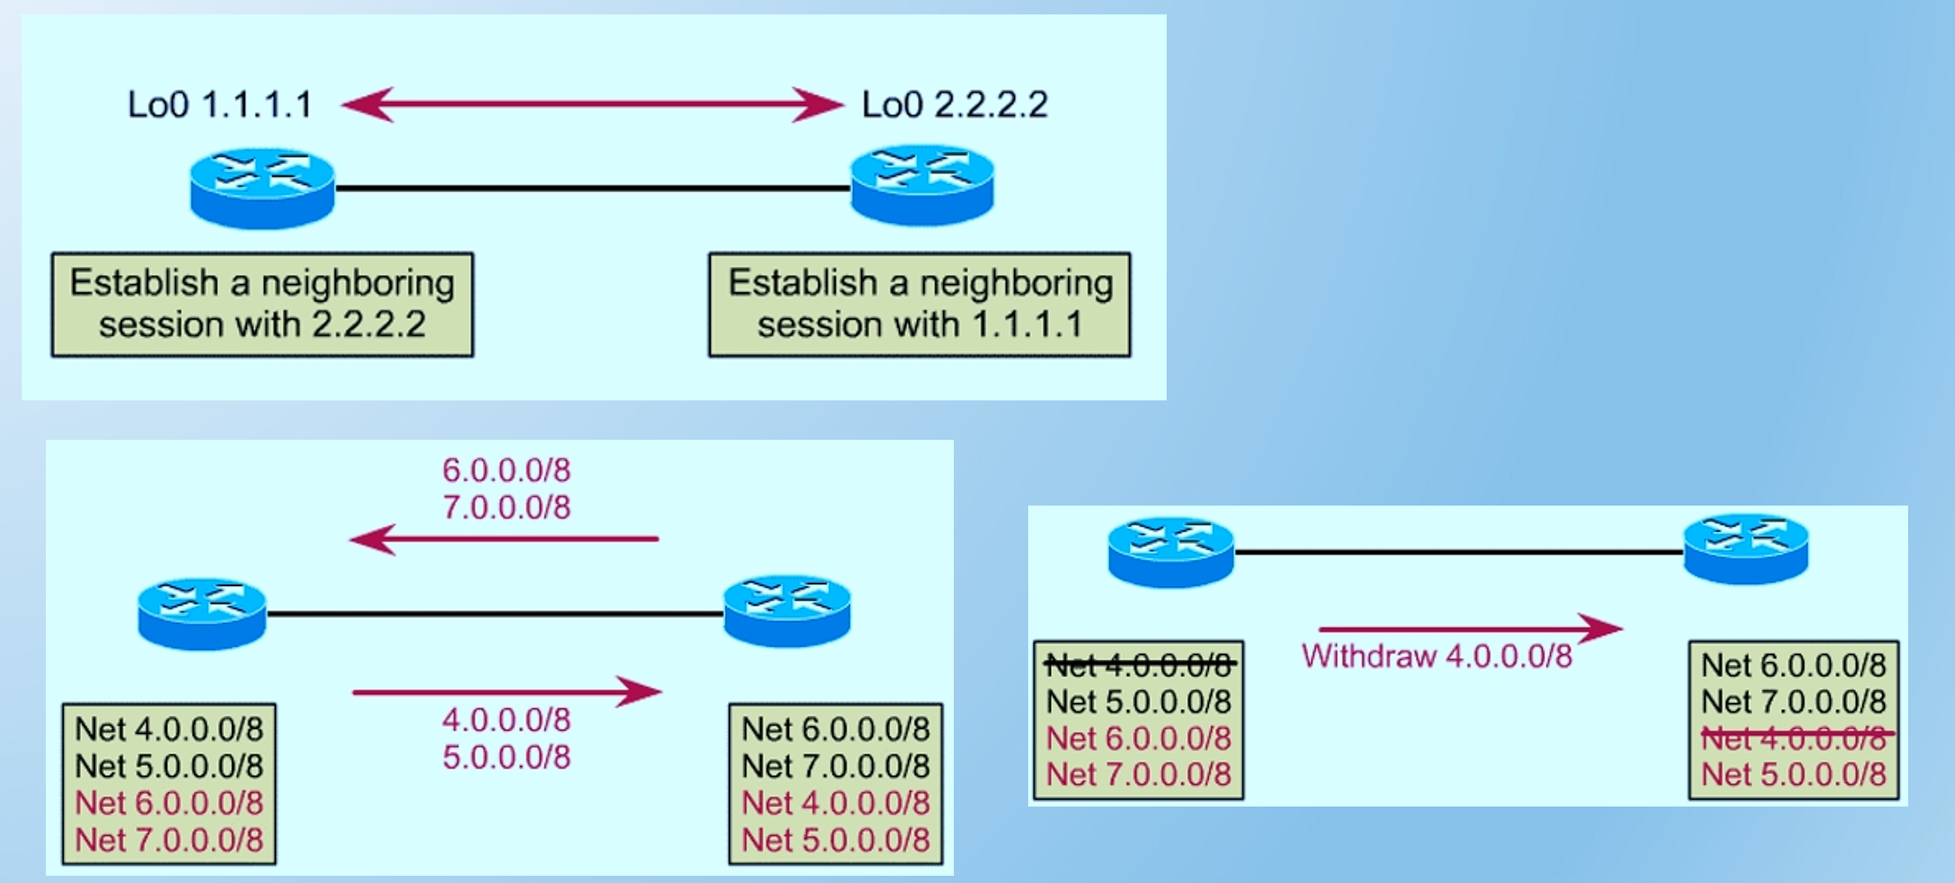 Lo0 1.1.1.1
Lo0 2.2.2.2
Establish a neighboring
session with 2.2.2.2
Establish a neighboring
session with 1.1.1.1
6.0.0.0/8
7.0.0.0/8
4.0.0.0/8
5.0.0.0/8
Net 4.0.0.0/8
Net 5.0.0.0/8
Net 6.0.0.0/8
Net 7.0.0.0/8
Net 6.0.0.0/8
Net 7.0.0.0/8
Net 4.0.0.0/8
Net 5.0.0.0/8
Withdraw 4.0.0.0/8
Net 4.0.0.0/8
Net 5.0.0.0/8
Net 6.0.0.0/8
Net 7.0.0.0/8
Net 6.0.0.0/8
Net 7.0.0.0/8
Net 4.0.0.0/8
Net 5.0.0.0/8